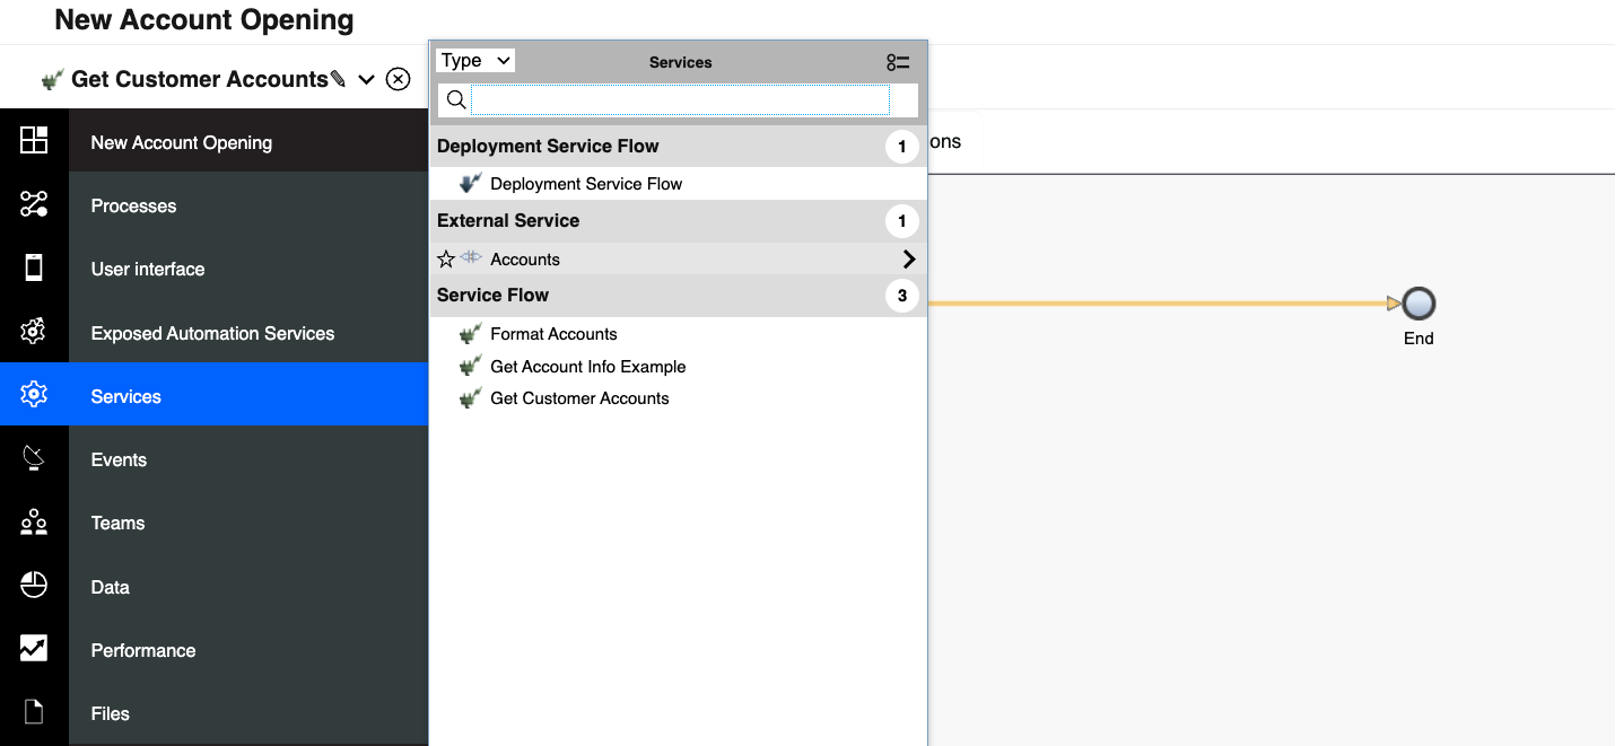 New Account Opening
Get Customer Accounts
New Account Opening
Processes
User interface
Exposed Automation Services
Services
Events
Teams
Data
Performance
Files
Type
Services
Deployment Service Flow 1
Deployment Service Flow
External Service 1
Accounts
Service Flow 3
Format Accounts
Get Account Info Example
Get Customer Accounts
ons
End